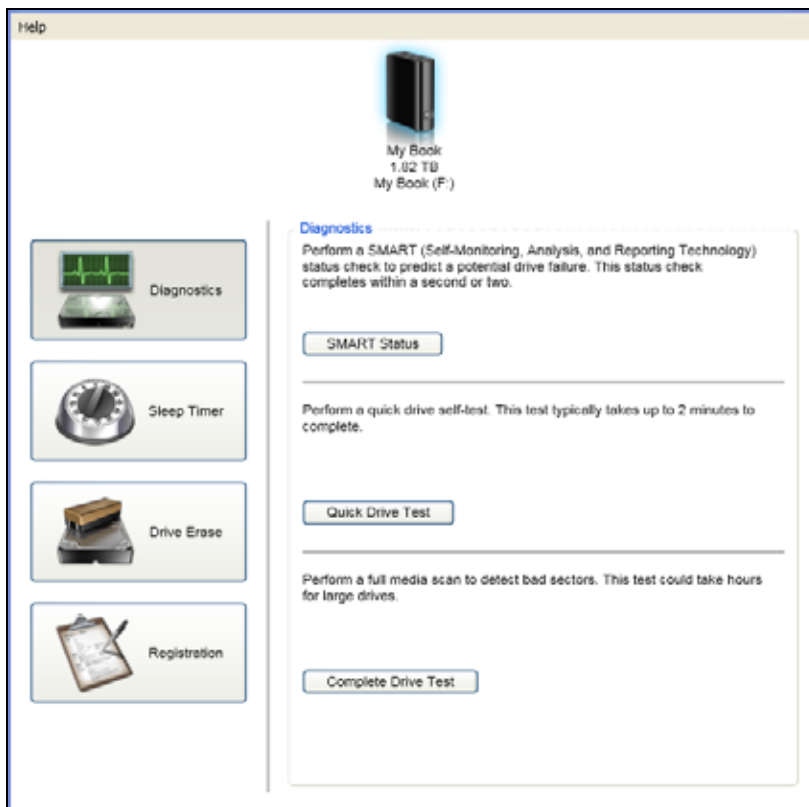 Help
My Book
1.82 TB
My Book (F:)
Diagnostics
Sleep Timer
Drive Erase
Registration
Diagnostics
Perform a SMART (Self-Monitoring, Analysis, and Reporting Technology)
status check to predict a potential drive failure. This status check
completes within a second or two.
SMART Status
Perform a quick drive self-test. This test typically takes up to 2 minutes to
complete.
Quick Drive Test
Perform a full media scan to detect bad sectors. This test could take hours
for large drives.
Complete Drive Test